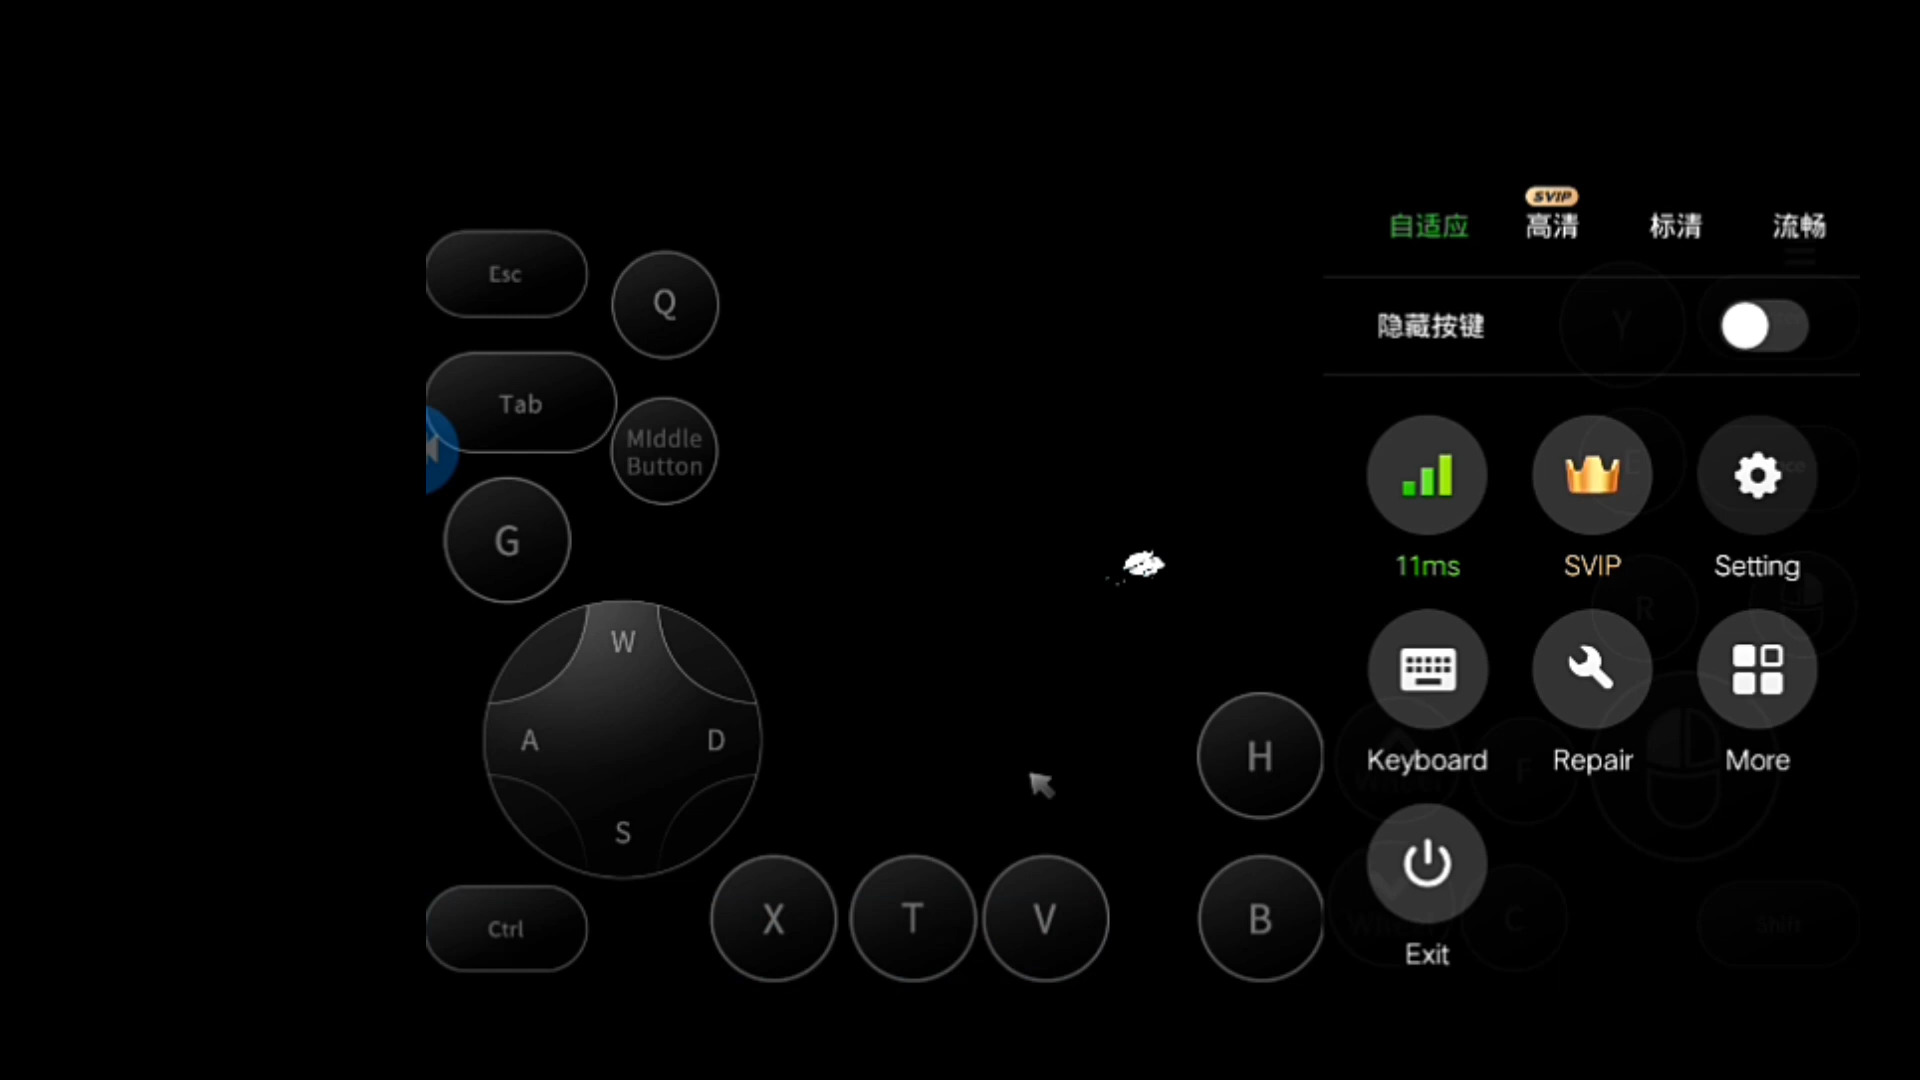 SVIP
自适应 高清 标清 流畅
Esc
Q
隐藏按键
Y
Tab
MIddle
Button
E
G
11ms SVIP Setting
R
W
A D
S
H
Keyboard Repair More
F
Ctrl
X T V B
C
Shift
Exit